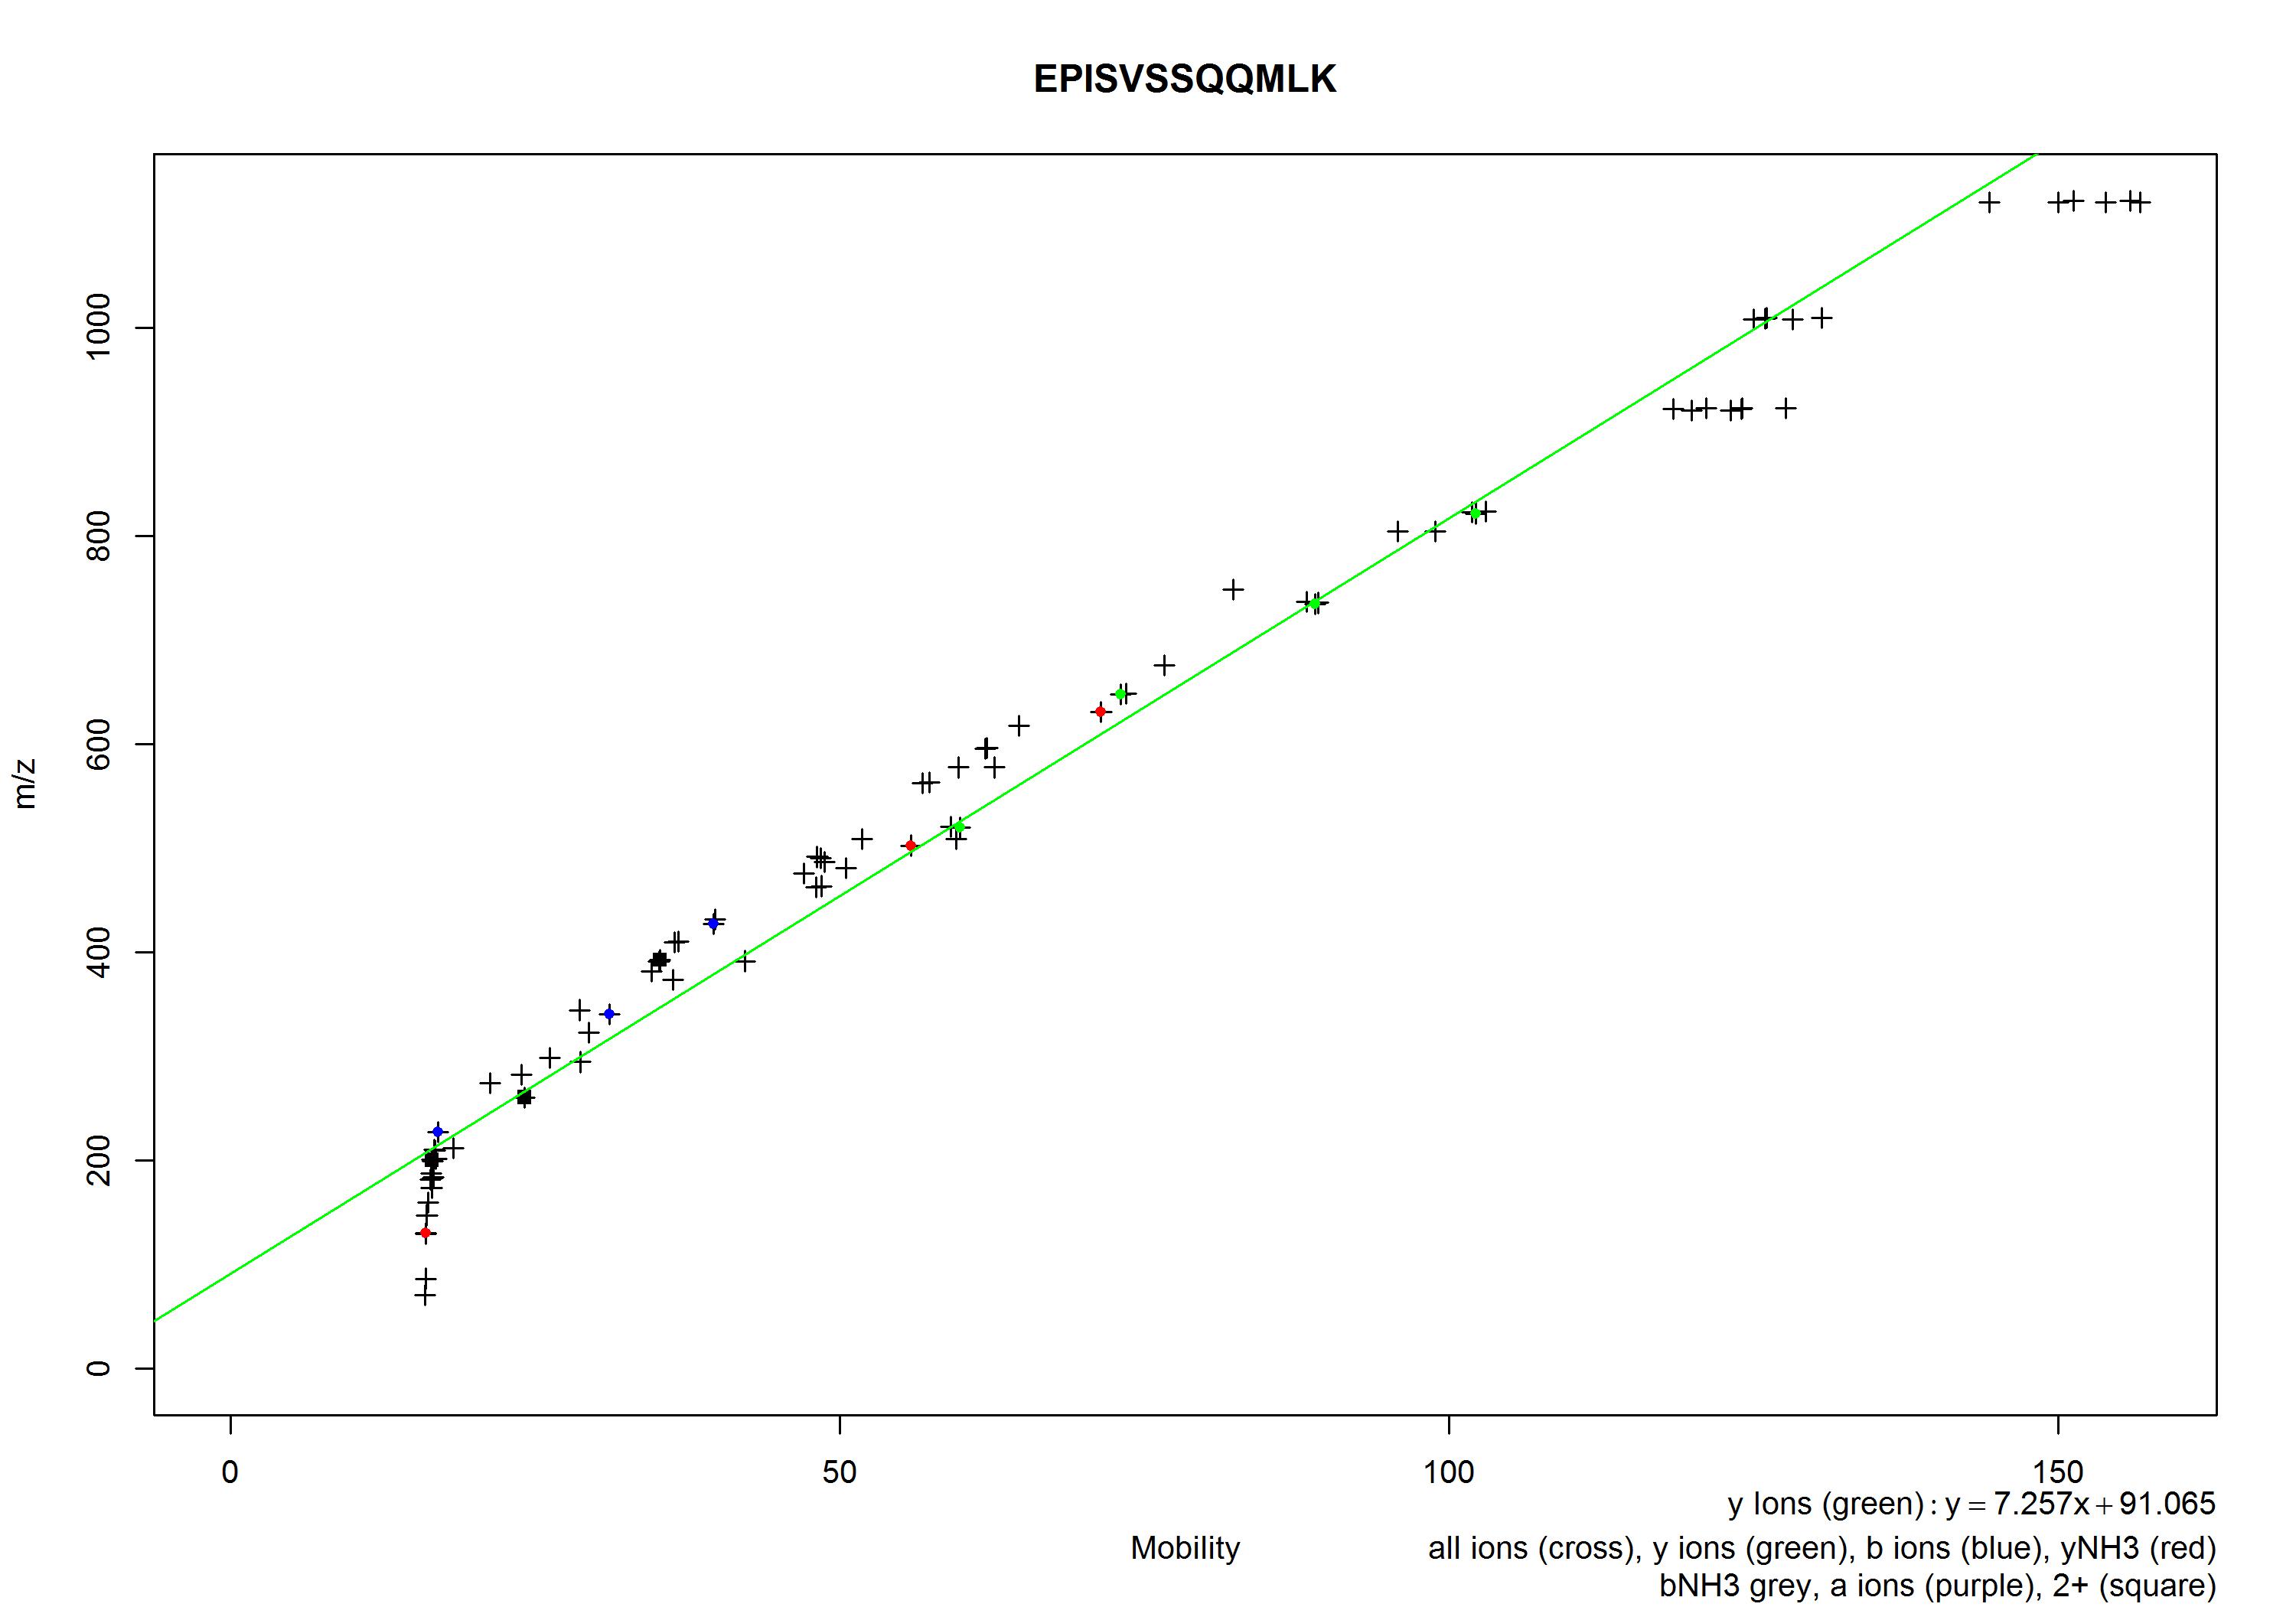 EPISVSSQQMLK
m/z
1000
800
600
400
200
0
0 50 100 150
y Ions (green) : y = 7.257x + 91.065
Mobility all ions (cross), y ions (green), b ions (blue), yNH3 (red)
bNH3 grey, a ions (purple), 2+ (square)